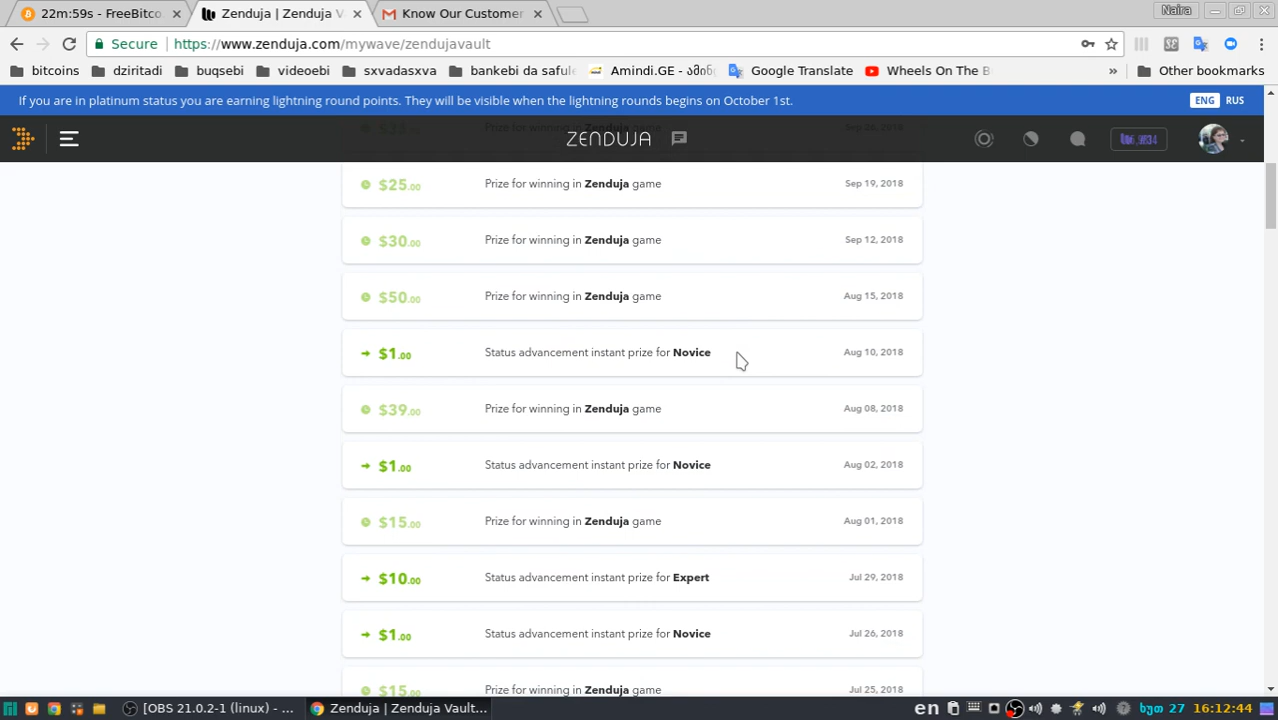 22m:59s - FreeBitco
Zenduja | Zenduja V
Know Our Customer
Naira
Secure
https://www.zenduja.com/mywave/zendujavault
bitcoins
dziritadi
buqsebi
videoebi
sxvadasxva
bankebi da safule
Amindi.GE - ამინდ
Google Translate
Wheels On The B
»
Other bookmarks
If you are in platinum status you are earning lightning round points. They will be visible when the lightning rounds begins on October 1st.
ENG RUS
ZENDUJA
$25.00 Prize for winning in Zenduja game Sep 19, 2018
$30.00 Prize for winning in Zenduja game Sep 12, 2018
$50.00 Prize for winning in Zenduja game Aug 15, 2018
$1.00 Status advancement instant prize for Novice Aug 10, 2018
$39.00 Prize for winning in Zenduja game Aug 08, 2018
$1.00 Status advancement instant prize for Novice Aug 02, 2018
$15.00 Prize for winning in Zenduja game Aug 01, 2018
$10.00 Status advancement instant prize for Expert Jul 29, 2018
$1.00 Status advancement instant prize for Novice Jul 26, 2018
$15.00 Prize for winning in Zenduja game Jul 25, 2018
[OBS 21.0.2-1 (linux) - ...
Zenduja | Zenduja Vault...
en
ხუთ 27
16:12:44